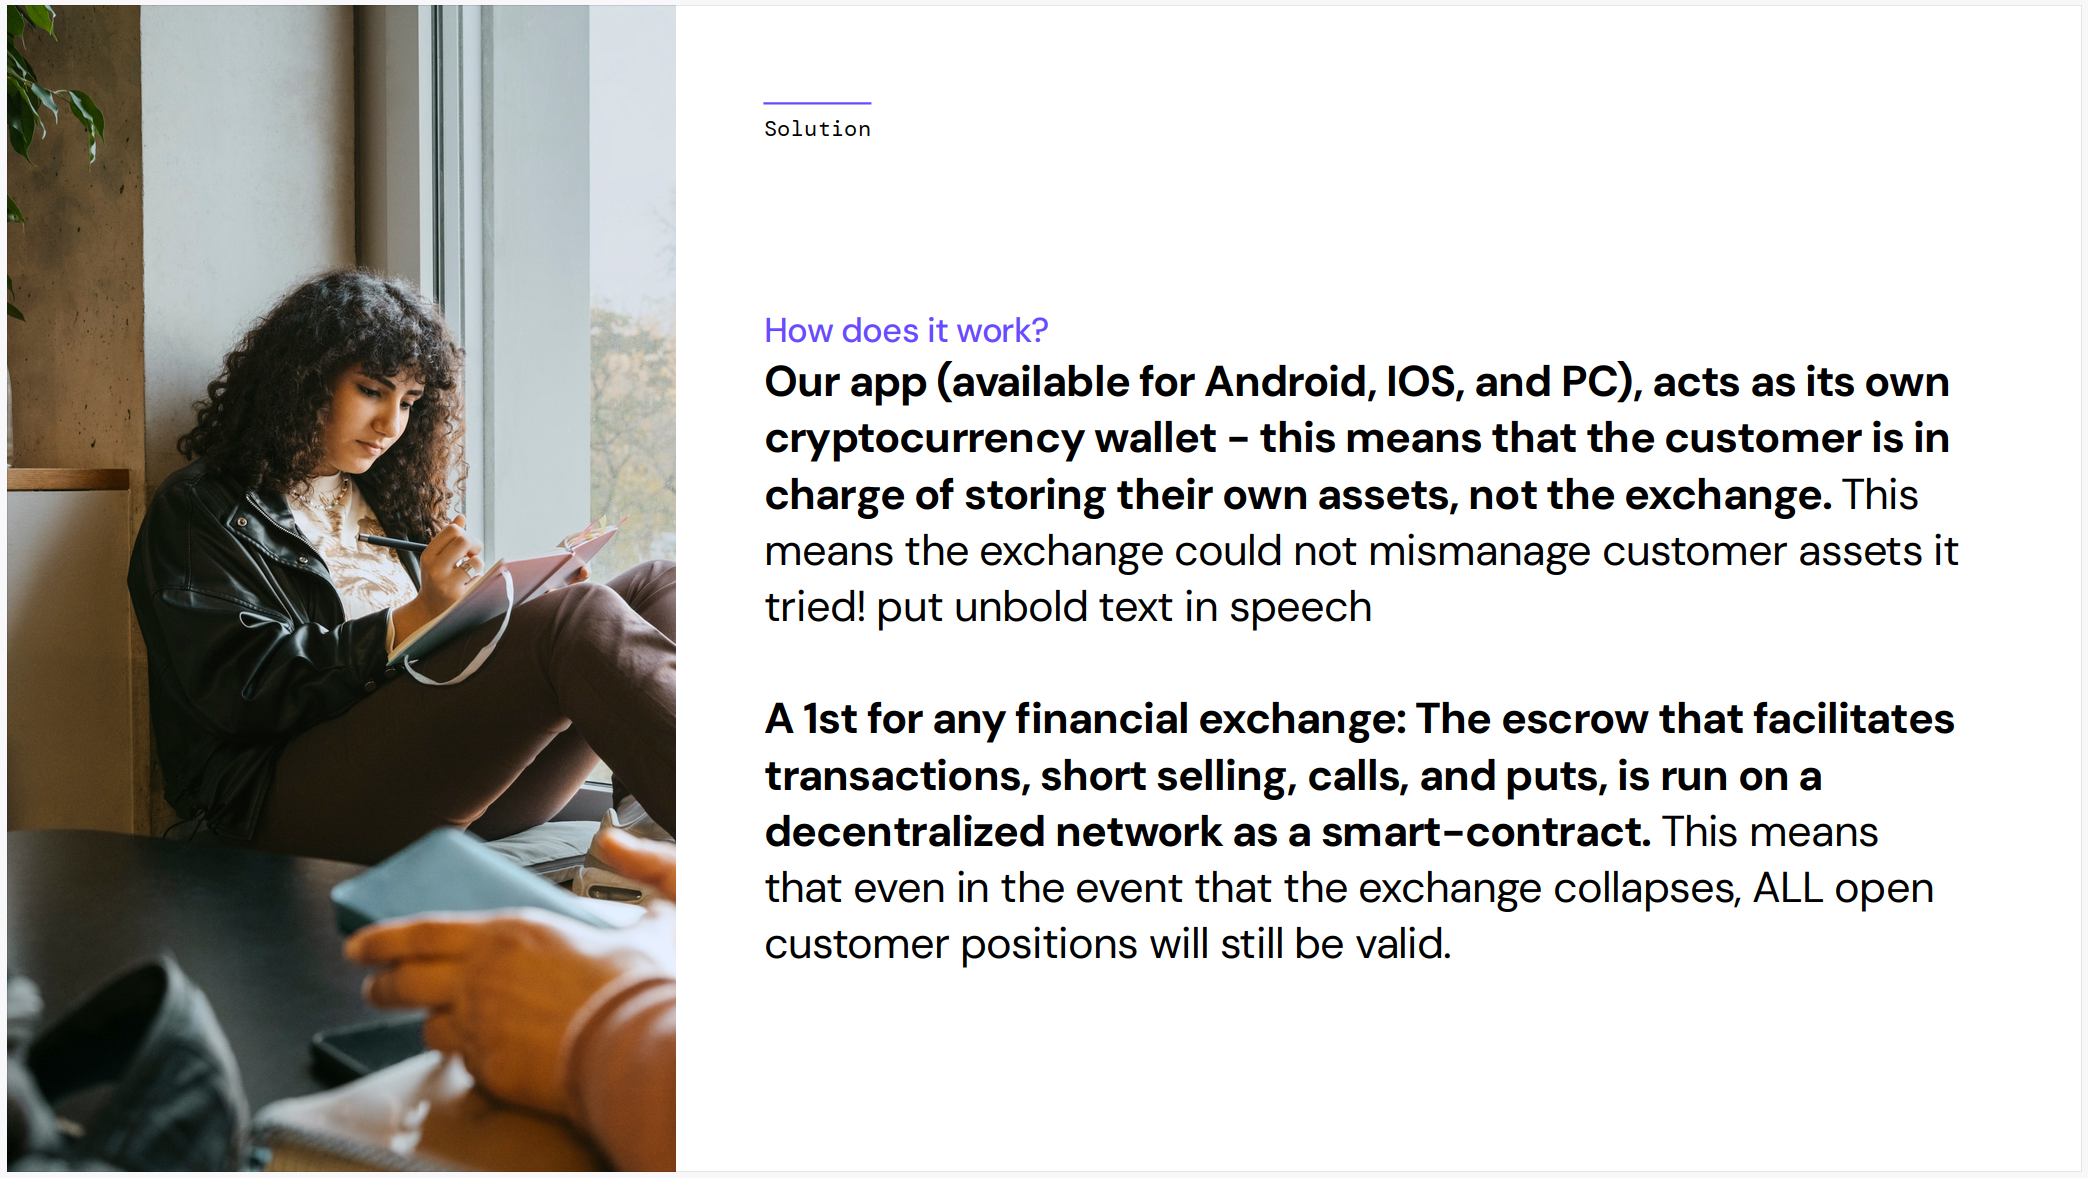 Solution
How does it work?
Our app (available for Android, IOS, and PC), acts as its own
cryptocurrency wallet - this means that the customer is in
charge of storing their own assets, not the exchange. This
means the exchange could not mismanage customer assets it
tried! put unbold text in speech
A 1st for any financial exchange: The escrow that facilitates
transactions, short selling, calls, and puts, is run on a
decentralized network as a smart-contract. This means
that even in the event that the exchange collapses, ALL open
customer positions will still be valid.